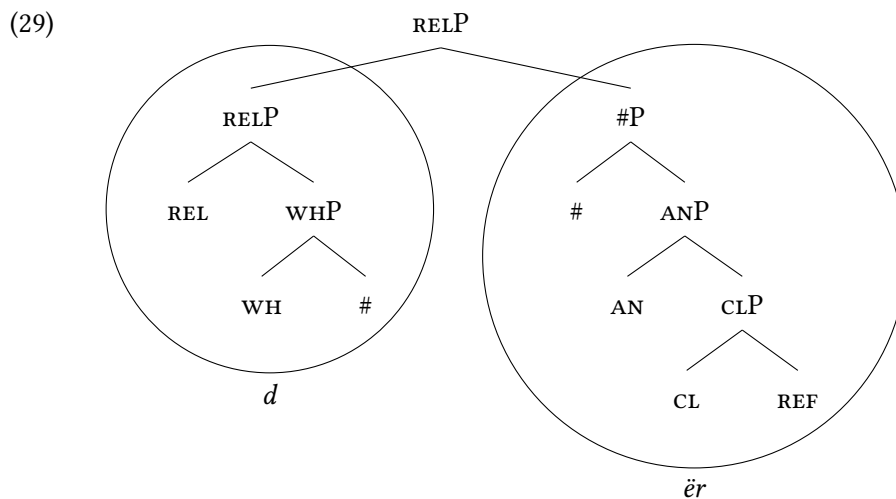 (29) RELP
RELP #P
REL WHP # ANP
WH # AN CLP
d CL REF
ër